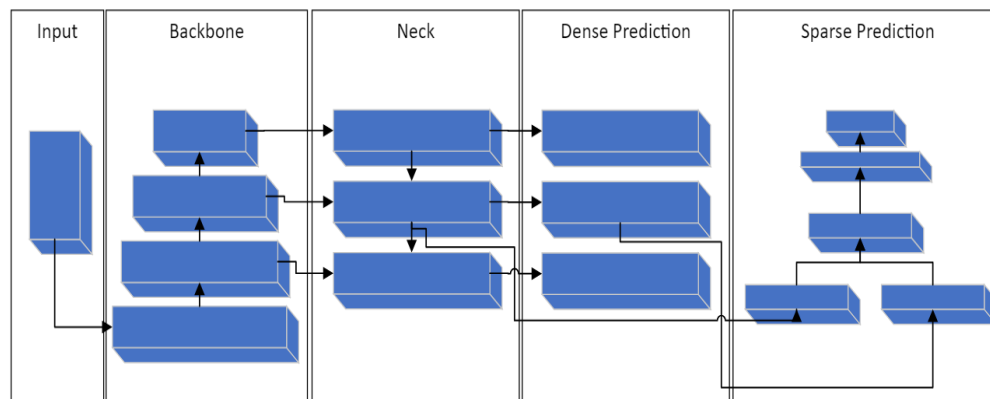 Input
Backbone
Neck
Dense Prediction
Sparse Prediction